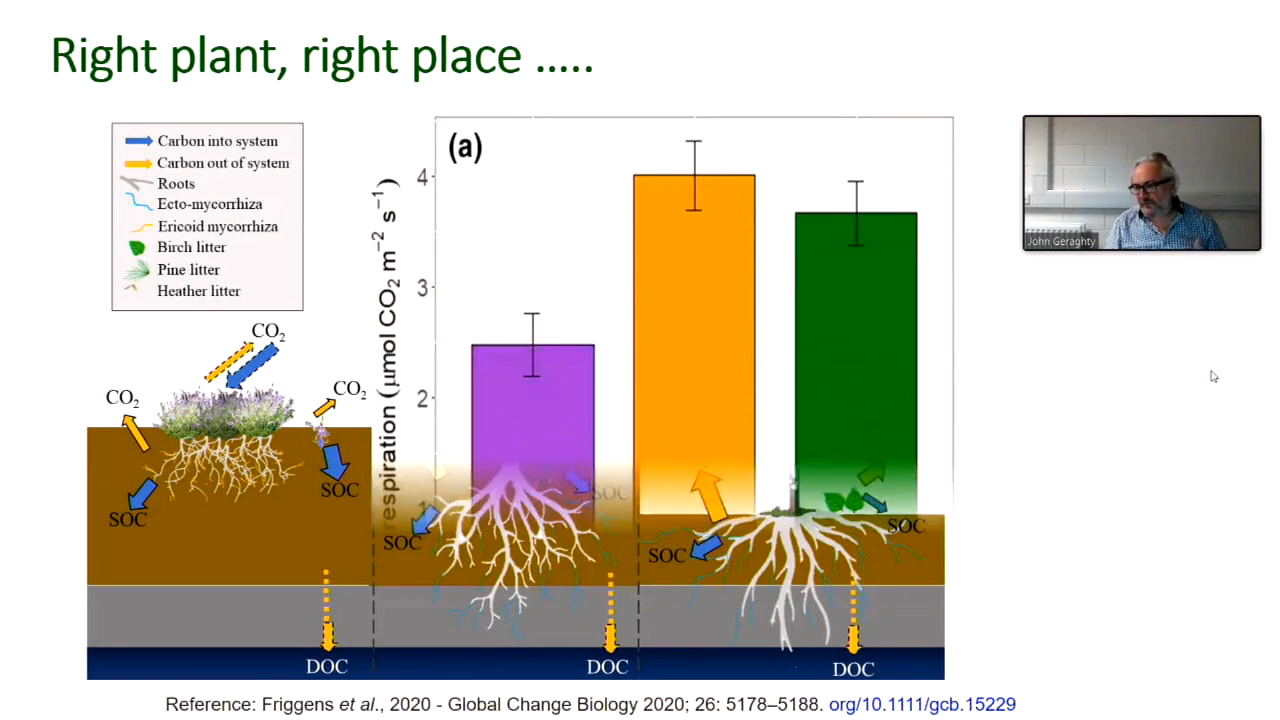 Right plant, right place .....
Carbon into system
Carbon out of system
Roots
Ecto-mycorrhiza
Ericoid mycorrhiza
Birch litter
Pine litter
Heather litter
(a)
4
3
2
1
espiration (μmol CO2 m−2 s−1)
John Geraghty
CO2
CO2
CO2
SOC
SOC
SOC
SOC
SOC
SOC
DOC
DOC
DOC
Reference: Friggens et al., 2020 - Global Change Biology 2020; 26: 5178–5188. org/10.1111/gcb.15229